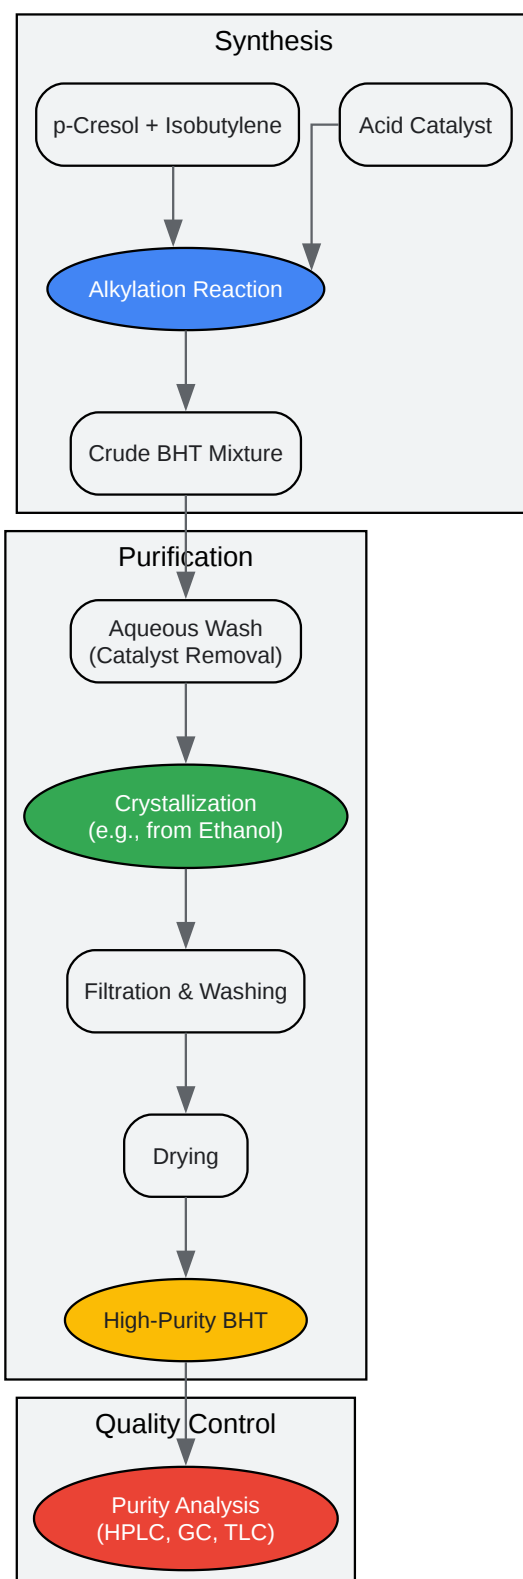 Synthesis
p-Cresol + Isobutylene
Acid Catalyst
Alkylation Reaction
Crude BHT Mixture
Purification
Aqueous Wash
(Catalyst Removal)
Crystallization
(e.g., from Ethanol)
Filtration & Washing
Drying
High-Purity BHT
Quality Control
Purity Analysis
(HPLC, GC, TLC)